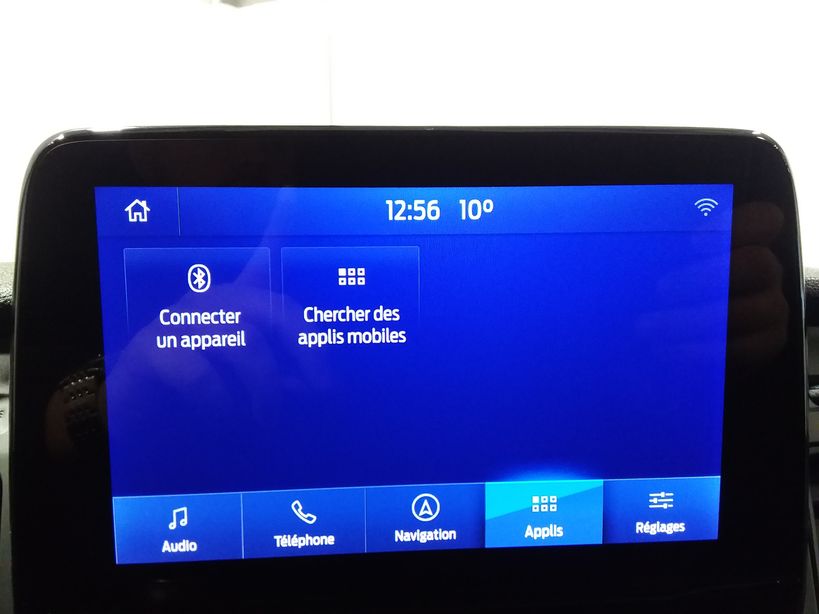 12:56 10°
Connecter
un appareil
Chercher des
applis mobiles
Audio
Téléphone
Navigation
Applis
Réglages